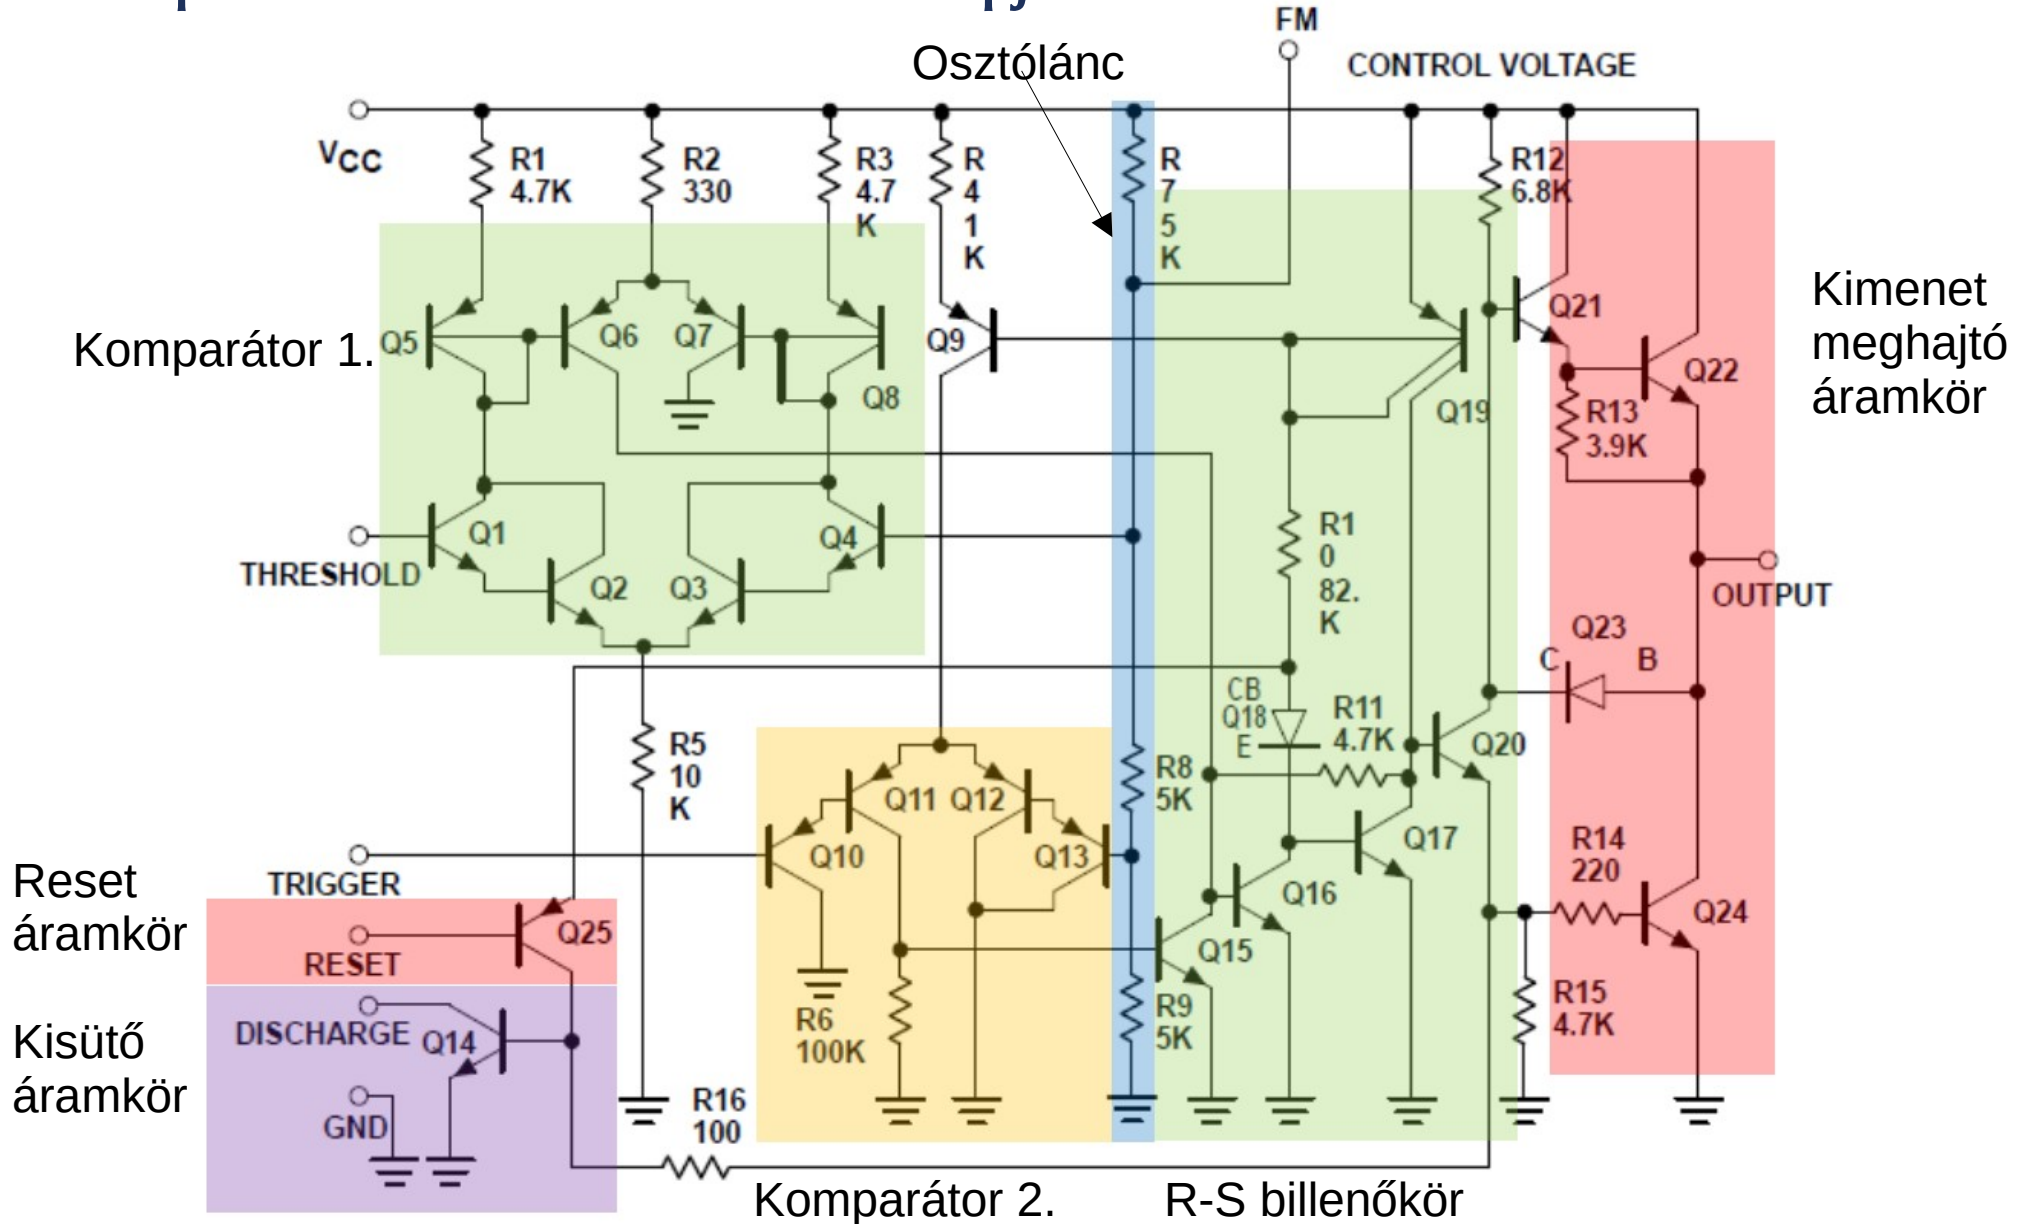 FM
Osztólánc
CONTROL VOLTAGE
VCC
R1
4.7K
R2
330
R3
4.7
K
R
4
1
K
R
7
5
K
R12
6.8K
Komparátor 1.
Q5
Q6
Q7
Q8
Q9
Q19
Q21
Q22
R13
3.9K
Kimenet
meghajtó
áramkör
THRESHOLD
Q1
Q2
Q3
Q4
R1
0
82.
K
OUTPUT
Q23
C
B
CB
Q18
E
R11
4.7K
Q20
R5
10
K
Q11
Q12
R8
5K
Q10
Q13
Q17
R14
220
TRIGGER
Reset
áramkör
Q25
RESET
Q16
Q15
Q24
Kisütő
áramkör
DISCHARGE
Q14
GND
R6
100K
R9
5K
R15
4.7K
R16
100
Komparátor 2.
R-S billenőkör